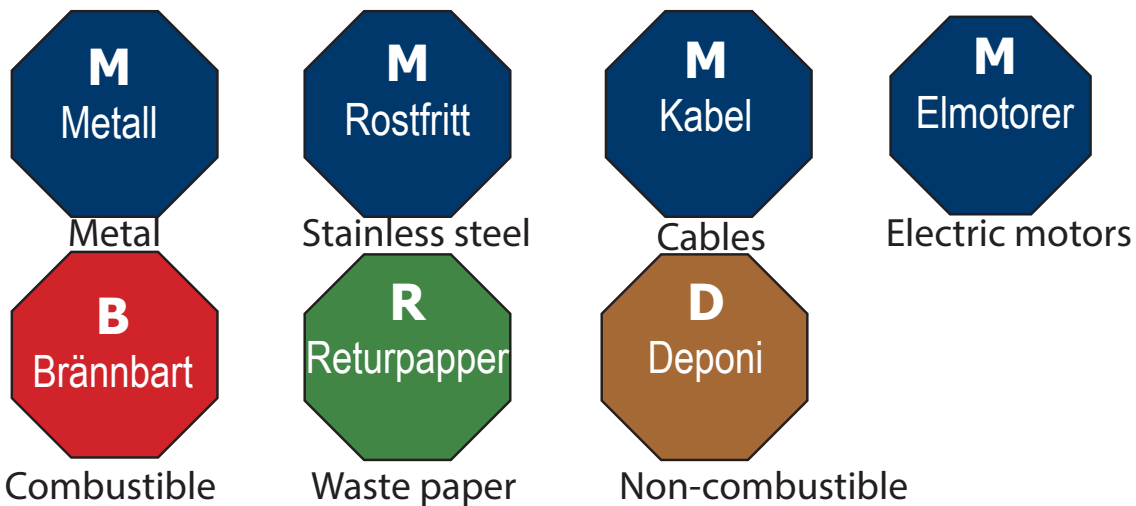 M
Metall
Metal
M
Rostfritt
Stainless steel
M
Kabel
Cables
M
Elmotorer
Electric motors
B
Brännbart
Combustible
R
Returpapper
Waste paper
D
Deponi
Non-combustible